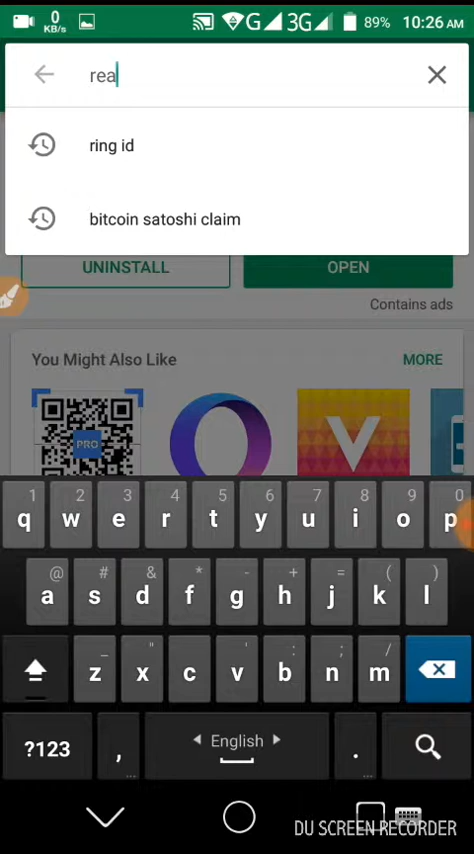 0
KB/s
G 3G 89% 10:26 AM
rea
ring id
bitcoin satoshi claim
UNINSTALL OPEN
Contains ads
You Might Also Like MORE
PRO
1 2 3 4 5 6 7 8 9 0
q w e r t y u i o p
@ # & * - + = ( )
a s d f g h j k l
_ " ' : ; /
z x c v b n m
?123 , English .
... ...
DU SCREEN RECORDER